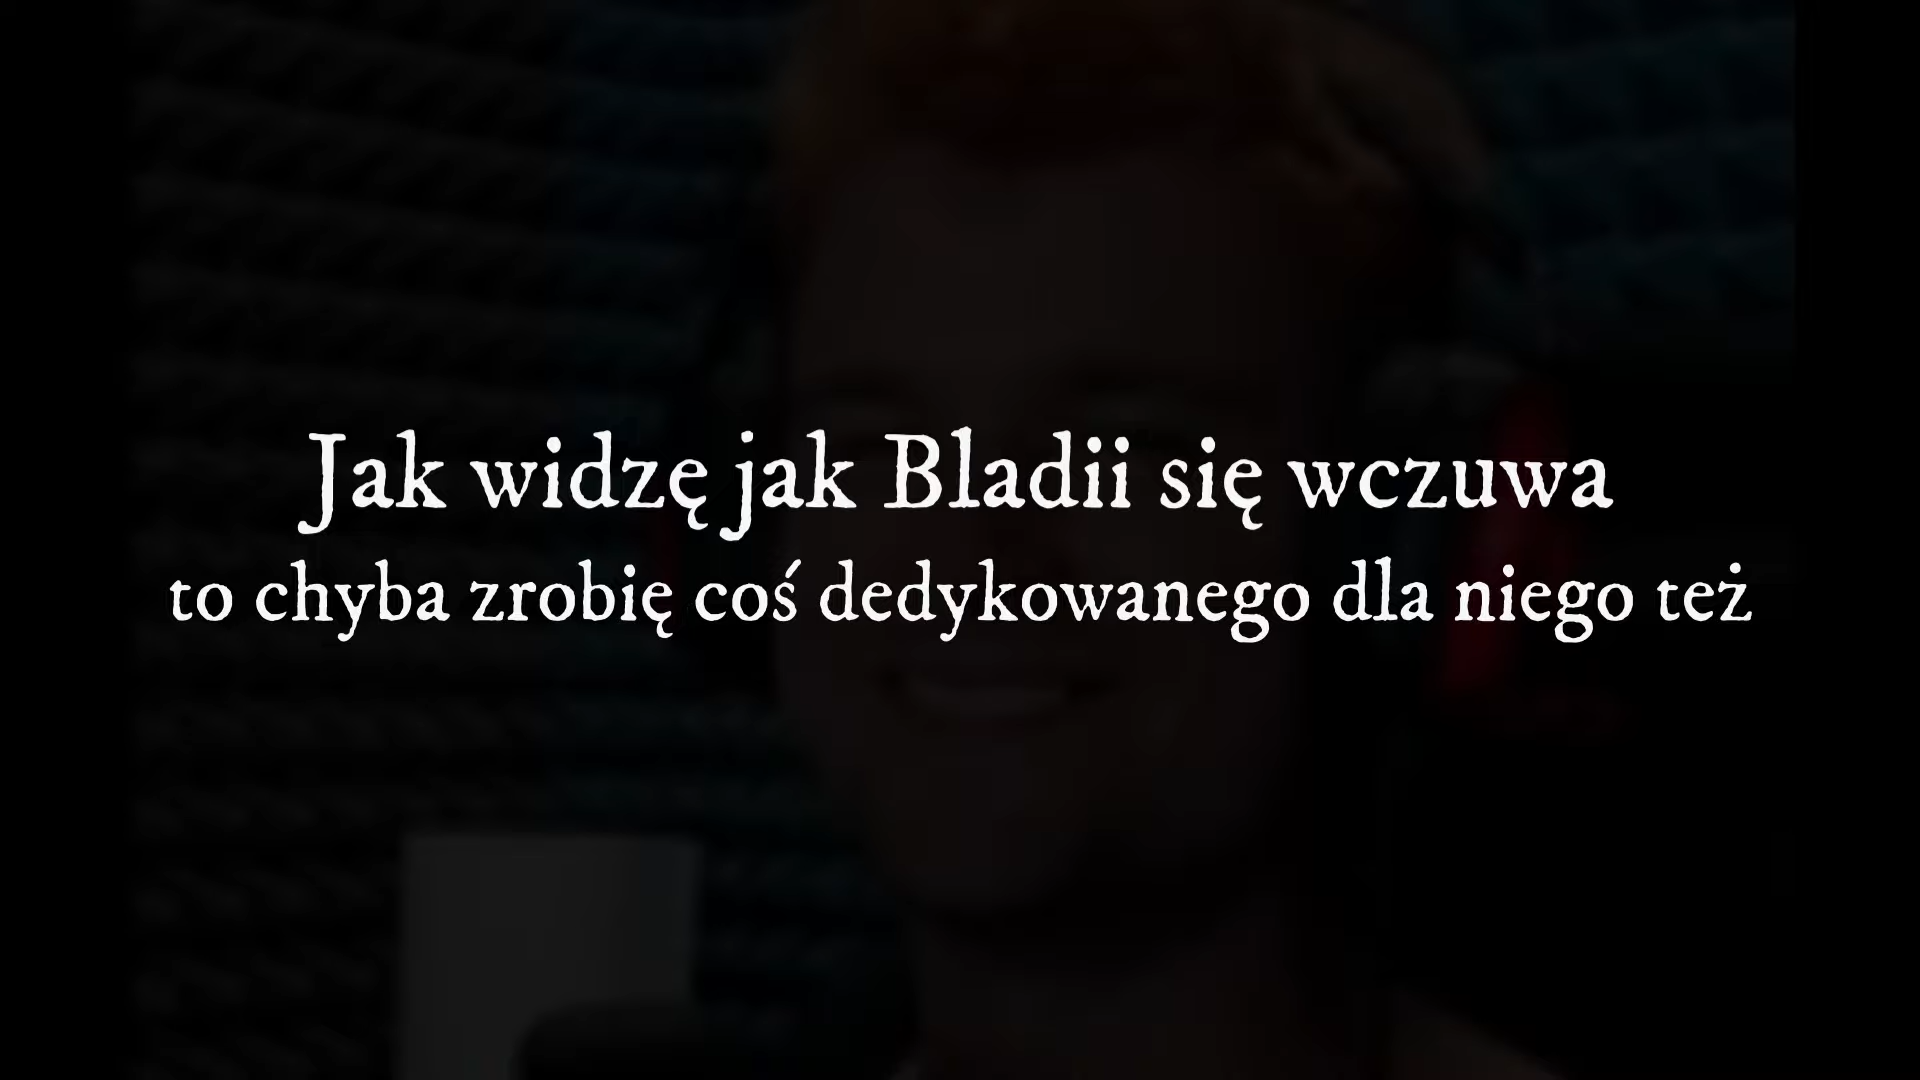 Jak widzę jak Bladii się wczuwa
to chyba zrobię coś dedykowanego dla niego też